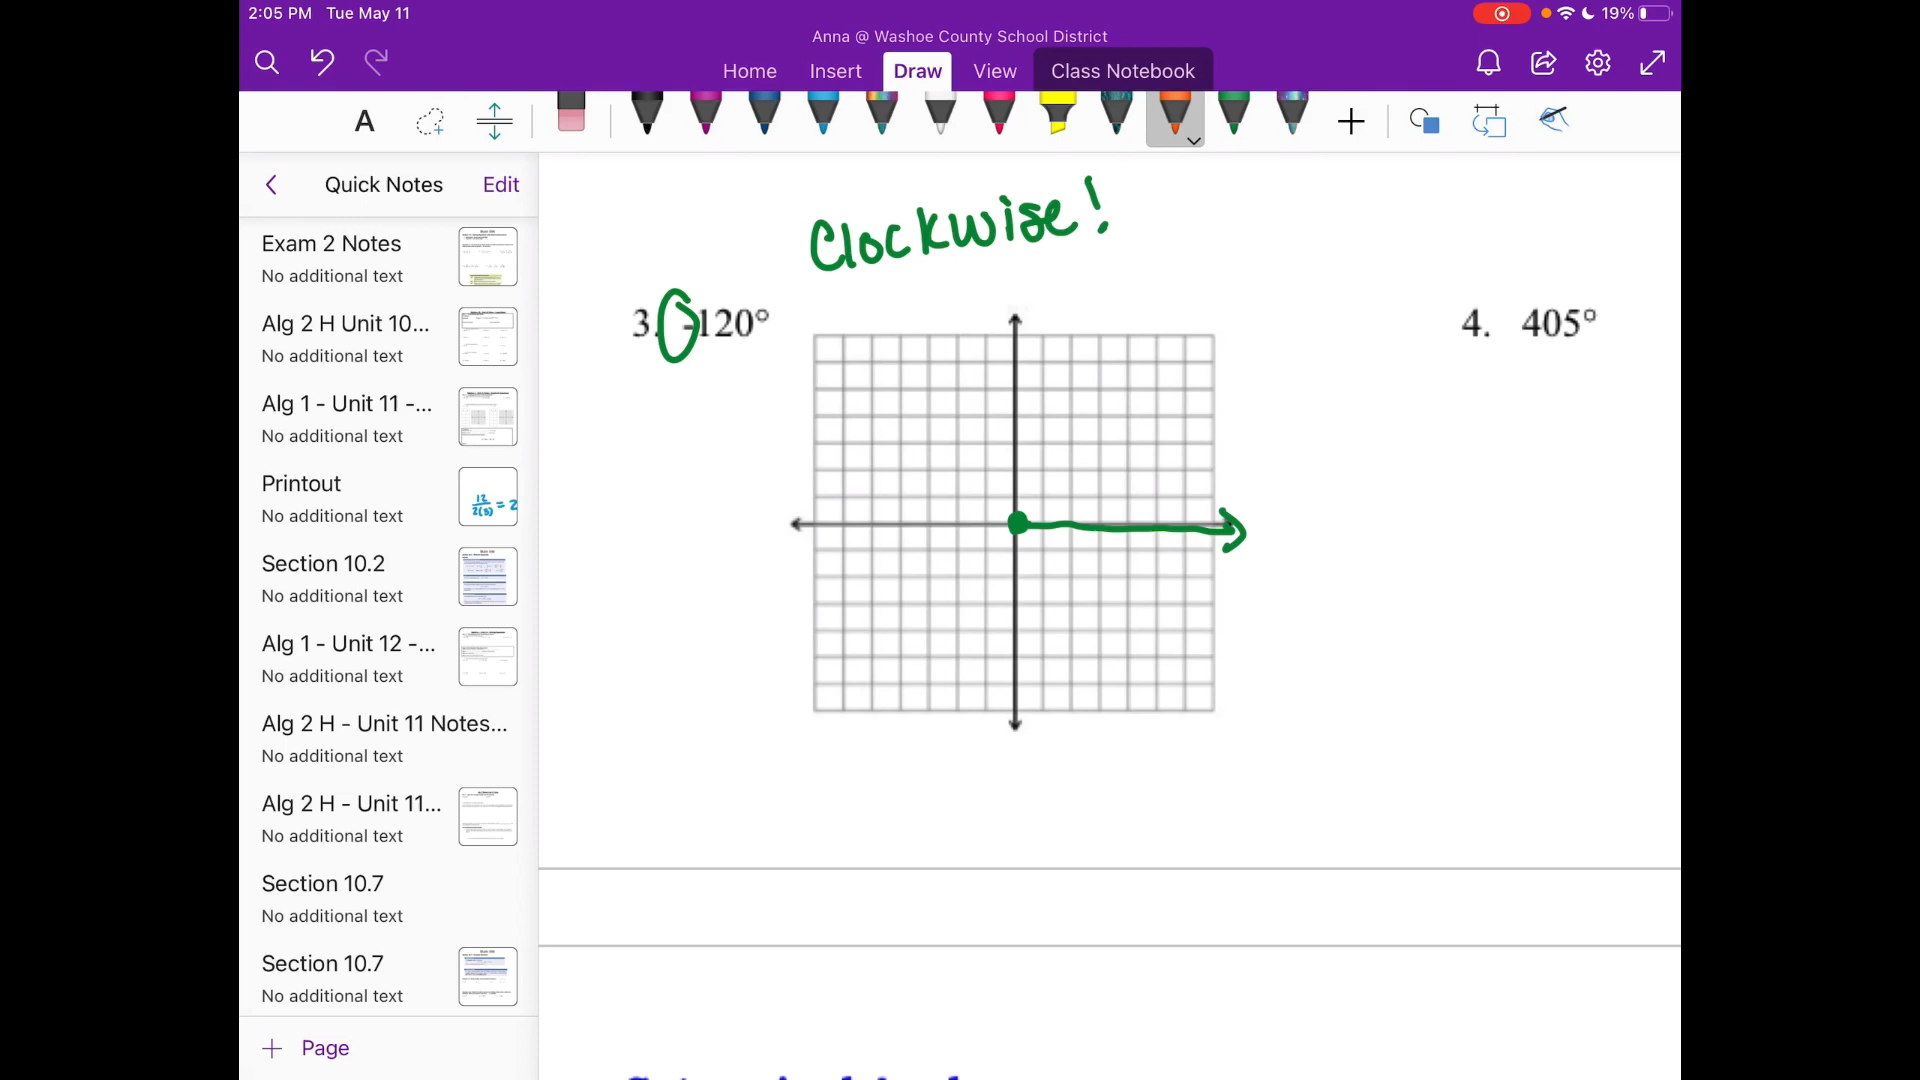 2:05 PM Tue May 11
19%
Anna @ Washoe County School District
Home Insert Draw View Class Notebook
A
Quick Notes Edit
Exam 2 Notes
No additional text
Alg 2 H Unit 10...
No additional text
Alg 1 - Unit 11 -...
No additional text
Printout
No additional text
12
2(5) = 2
Section 10.2
No additional text
Alg 1 - Unit 12 -...
No additional text
Alg 2 H - Unit 11 Notes...
No additional text
Alg 2 H - Unit 11...
No additional text
Section 10.7
No additional text
Section 10.7
No additional text
+ Page
Clockwise!
3. -120°
4. 405°